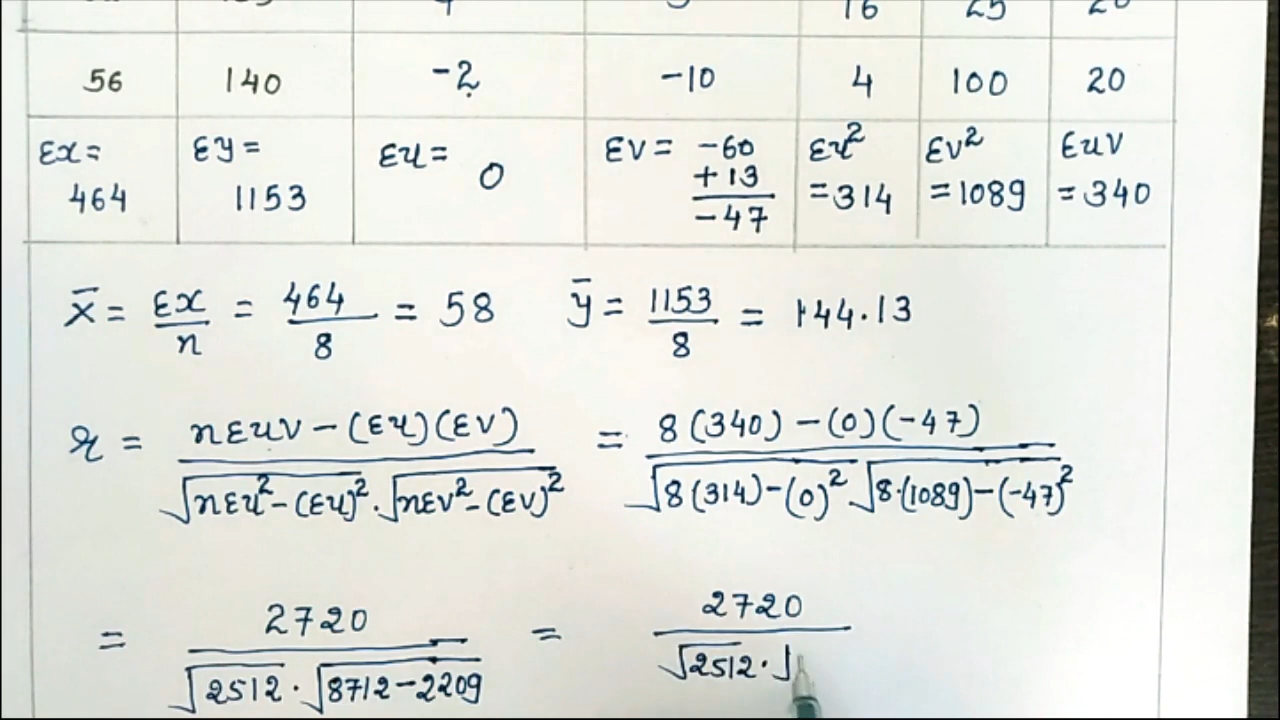 16 25 20
56 140 -2 -10 4 100 20
Σx= Σy= Σu= 0 Σv= -60 Σu² Σv² Σuv
464 1153 +13 =314 =1089 =340
-47
x̄ = Σx/n = 464/8 = 58 ȳ = 1153/8 = 144.13
r = nΣuv-(Σu)(Σv) / √nΣu²-(Σu)² · √nΣv²-(Σv)² = 8(340)-(0)(-47) / √8(314)-(0)² √8·(1089)-(-47)²
= 2720 / √2512 · √8712-2209 = 2720 / √2512 · √